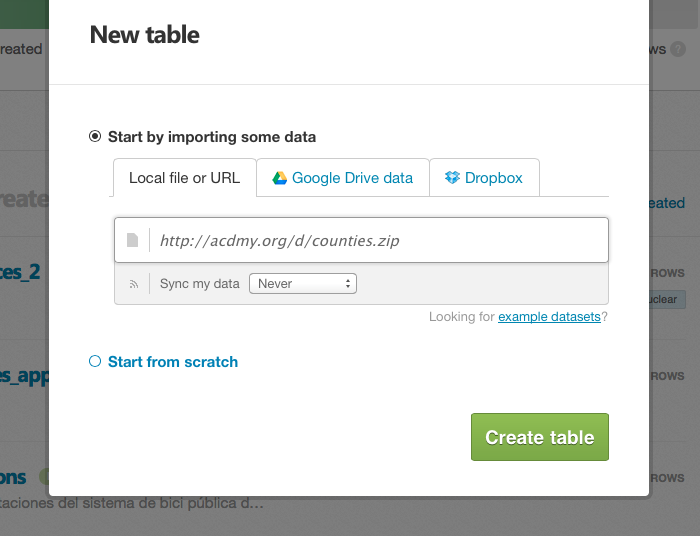 New table
reated
ws ?
Start by importing some data
Local file or URL
Google Drive data
Dropbox
reate
eated
http://acdmy.org/d/counties.zip
ces_2
ROWS
Sync my data
Never
uclear
Looking for example datasets?
Start from scratch
es_app
ROWS
Create table
ons
ROWS
taciones del sistema de bici pública d...